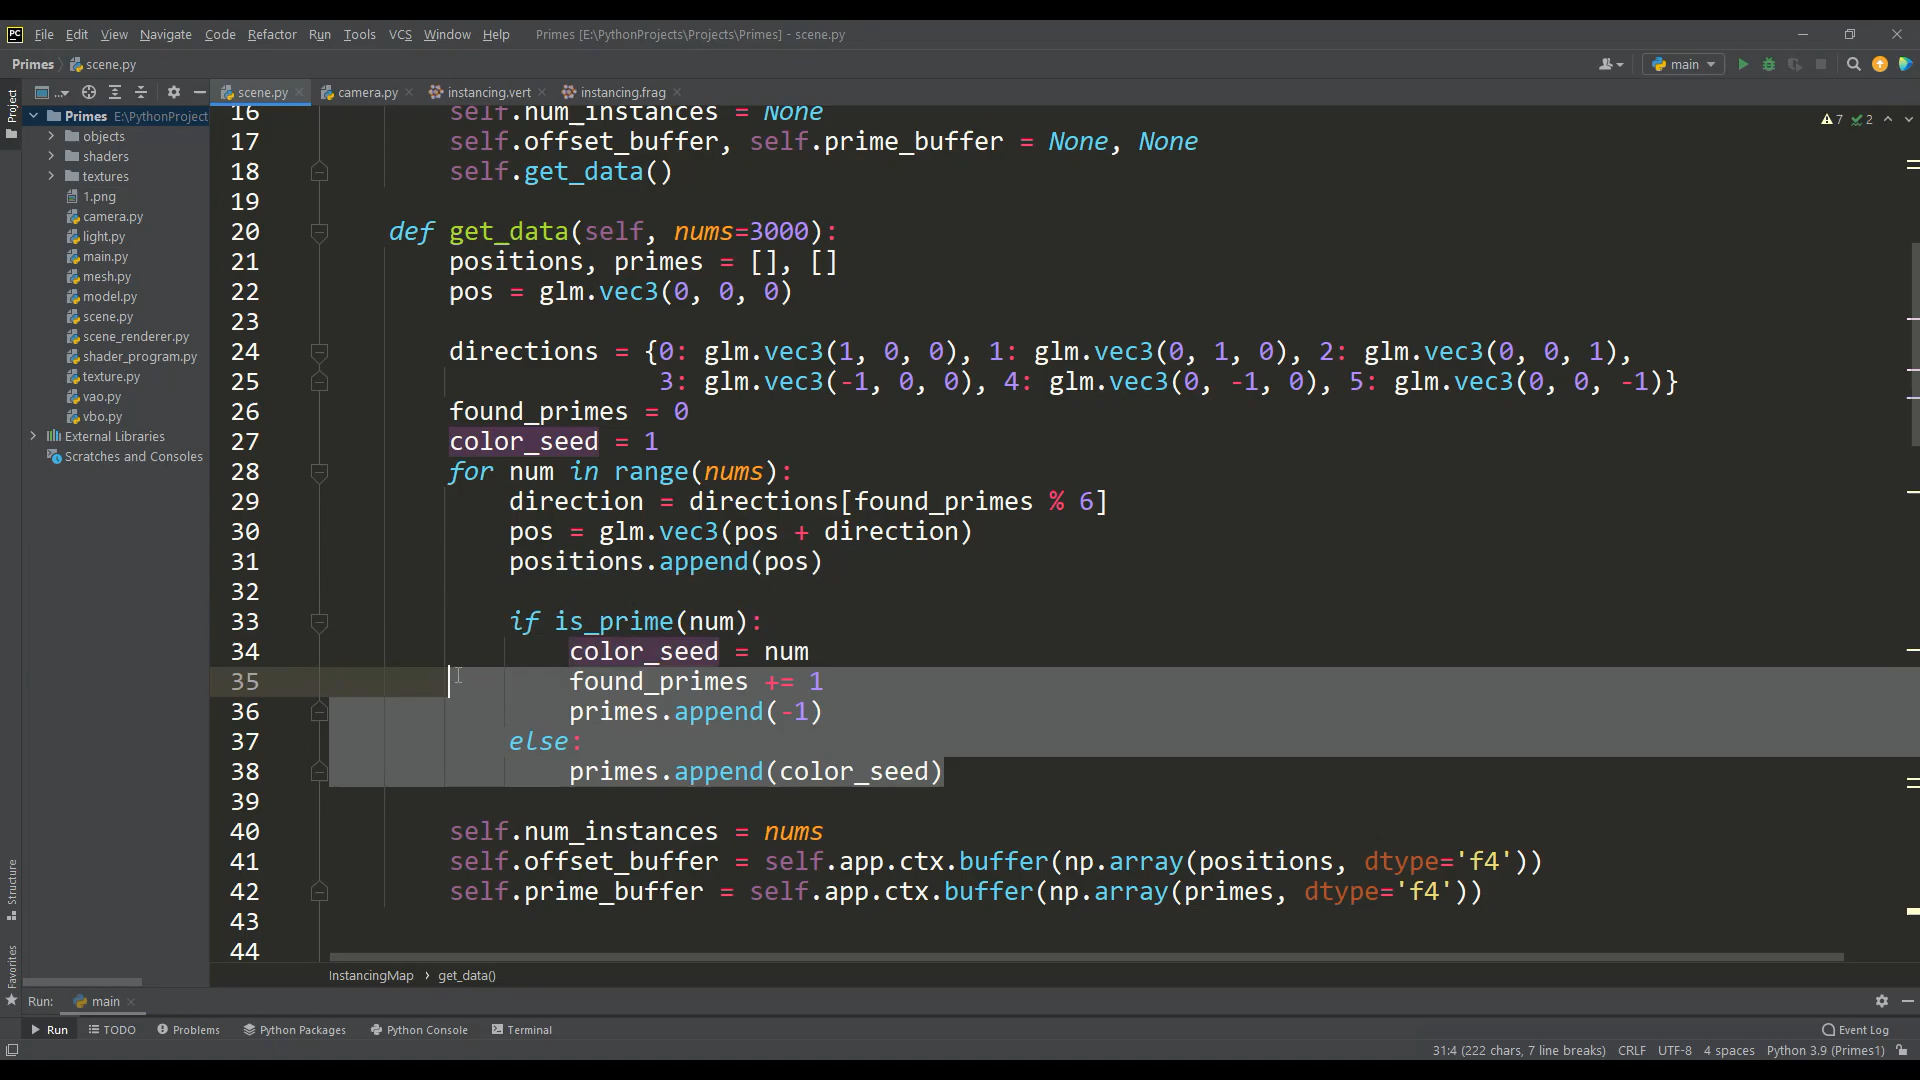 PC File Edit View Navigate Code Refactor Run Tools VCS Window Help Primes [E:\PythonProjects\Projects\Primes] - scene.py
Primes scene.py main
Project ... scene.py camera.py instancing.vert instancing.frag
Primes E:\PythonProject
objects
shaders
textures
1.png
camera.py
light.py
main.py
mesh.py
model.py
scene.py
scene_renderer.py
shader_program.py
texture.py
vao.py
vbo.py
External Libraries
Scratches and Consoles
7 2
16 self.num_instances = None
17 self.offset_buffer, self.prime_buffer = None, None
18 self.get_data()
19
20 def get_data(self, nums=3000):
21 positions, primes = [], []
22 pos = glm.vec3(0, 0, 0)
23
24 directions = {0: glm.vec3(1, 0, 0), 1: glm.vec3(0, 1, 0), 2: glm.vec3(0, 0, 1),
25 3: glm.vec3(-1, 0, 0), 4: glm.vec3(0, -1, 0), 5: glm.vec3(0, 0, -1)}
26 found_primes = 0
27 color_seed = 1
28 for num in range(nums):
29 direction = directions[found_primes % 6]
30 pos = glm.vec3(pos + direction)
31 positions.append(pos)
32
33 if is_prime(num):
34 color_seed = num
35 found_primes += 1
36 primes.append(-1)
37 else:
38 primes.append(color_seed)
39
40 self.num_instances = nums
41 self.offset_buffer = self.app.ctx.buffer(np.array(positions, dtype='f4'))
42 self.prime_buffer = self.app.ctx.buffer(np.array(primes, dtype='f4'))
43
44
Structure
Favorites
InstancingMap › get_data()
Run: main
Run TODO Problems Python Packages Python Console Terminal Event Log
31:4 (222 chars, 7 line breaks) CRLF UTF-8 4 spaces Python 3.9 (Primes1)